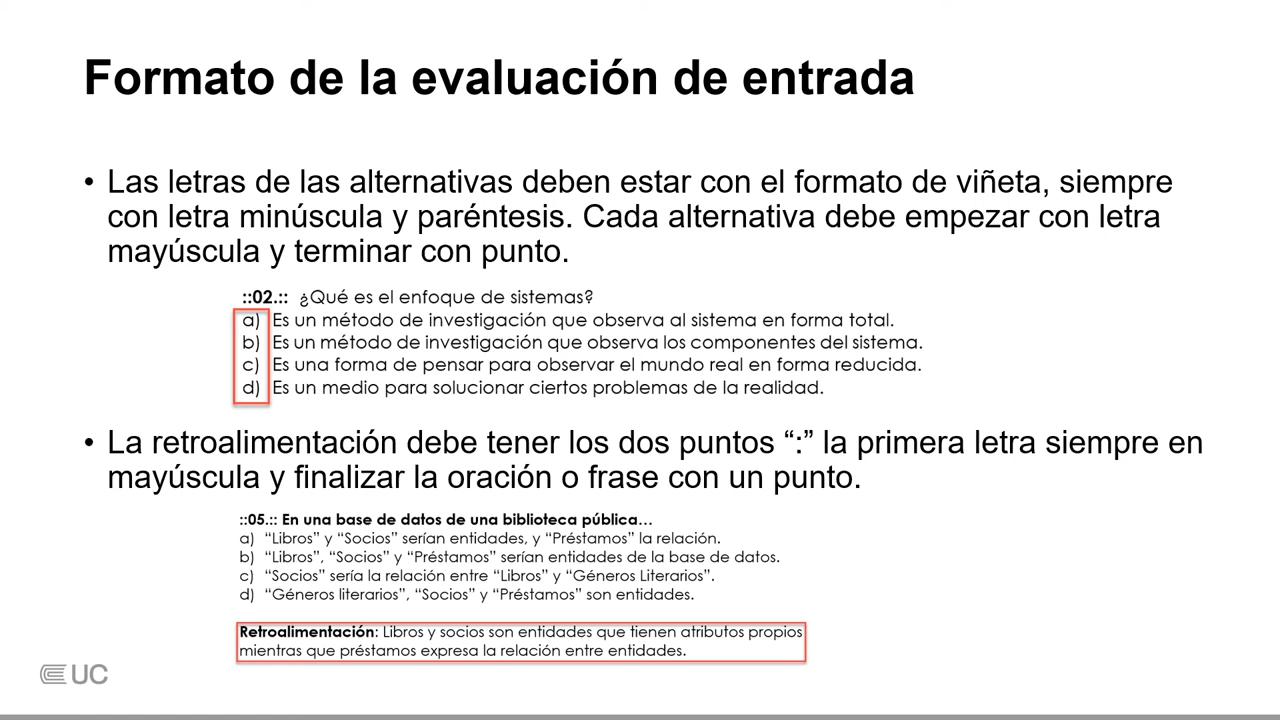 Formato de la evaluación de entrada
• Las letras de las alternativas deben estar con el formato de viñeta, siempre
con letra minúscula y paréntesis. Cada alternativa debe empezar con letra
mayúscula y terminar con punto.
::02.:: ¿Qué es el enfoque de sistemas?
a) Es un método de investigación que observa al sistema en forma total.
b) Es un método de investigación que observa los componentes del sistema.
c) Es una forma de pensar para observar el mundo real en forma reducida.
d) Es un medio para solucionar ciertos problemas de la realidad.
• La retroalimentación debe tener los dos puntos “:” la primera letra siempre en
mayúscula y finalizar la oración o frase con un punto.
::05.:: En una base de datos de una biblioteca pública…
a) “Libros” y “Socios” serían entidades, y “Préstamos” la relación.
b) “Libros”, “Socios” y “Préstamos” serían entidades de la base de datos.
c) “Socios” sería la relación entre “Libros” y “Géneros Literarios”.
d) “Géneros literarios”, “Socios” y “Préstamos” son entidades.
Retroalimentación: Libros y socios son entidades que tienen atributos propios
mientras que préstamos expresa la relación entre entidades.
UC